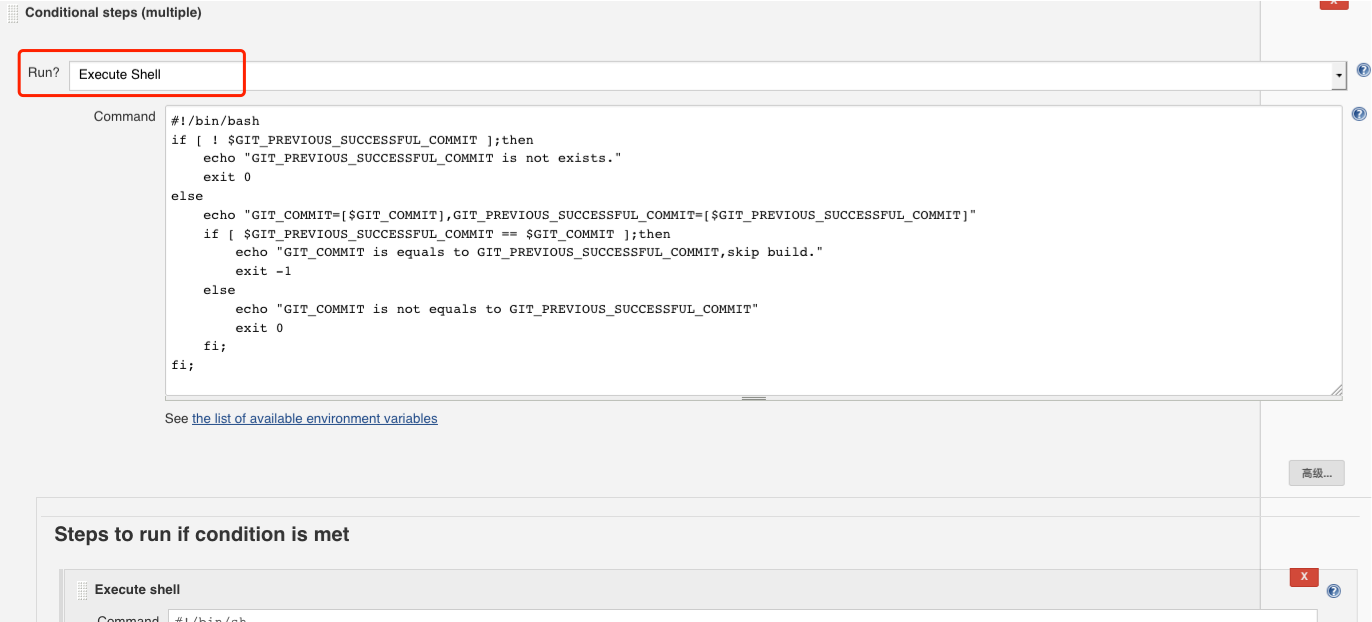 Conditional steps (multiple)
X
Run? Execute Shell
Command
#!/bin/bash
if [ ! $GIT_PREVIOUS_SUCCESSFUL_COMMIT ];then
    echo "GIT_PREVIOUS_SUCCESSFUL_COMMIT is not exists."
    exit 0
else
    echo "GIT_COMMIT=[$GIT_COMMIT],GIT_PREVIOUS_SUCCESSFUL_COMMIT=[$GIT_PREVIOUS_SUCCESSFUL_COMMIT]"
    if [ $GIT_PREVIOUS_SUCCESSFUL_COMMIT == $GIT_COMMIT ];then
        echo "GIT_COMMIT is equals to GIT_PREVIOUS_SUCCESSFUL_COMMIT,skip build."
        exit -1
    else
        echo "GIT_COMMIT is not equals to GIT_PREVIOUS_SUCCESSFUL_COMMIT"
        exit 0
    fi;
fi;
See the list of available environment variables
高级...
Steps to run if condition is met
Execute shell
X
Command #!/bin/sh